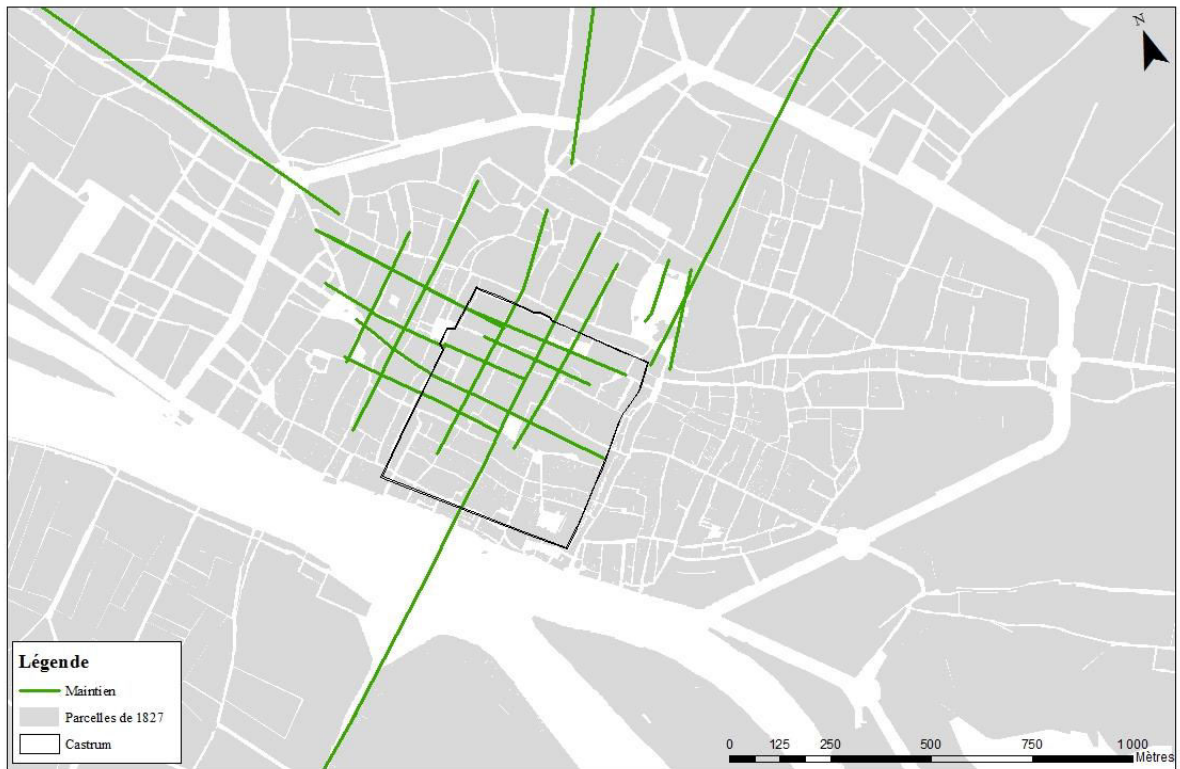 N
Légende
Maintien
Parcelles de 1827
Castrum
0 125 250 500 750 1 000
Mètres